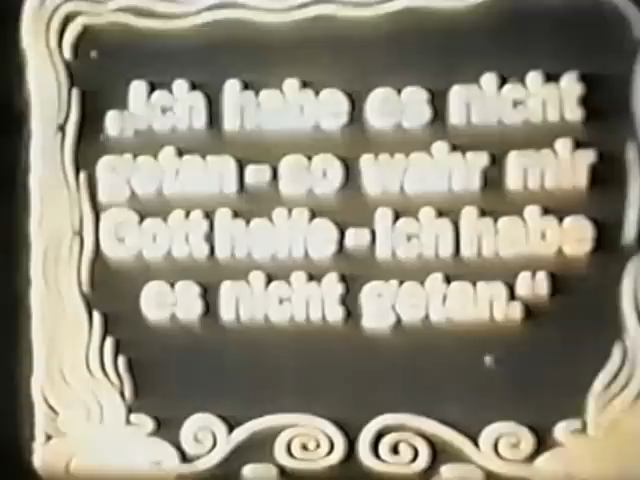 „Ich habe es nicht
getan - so wahr mir
Gott helfe - Ich habe
es nicht getan.“